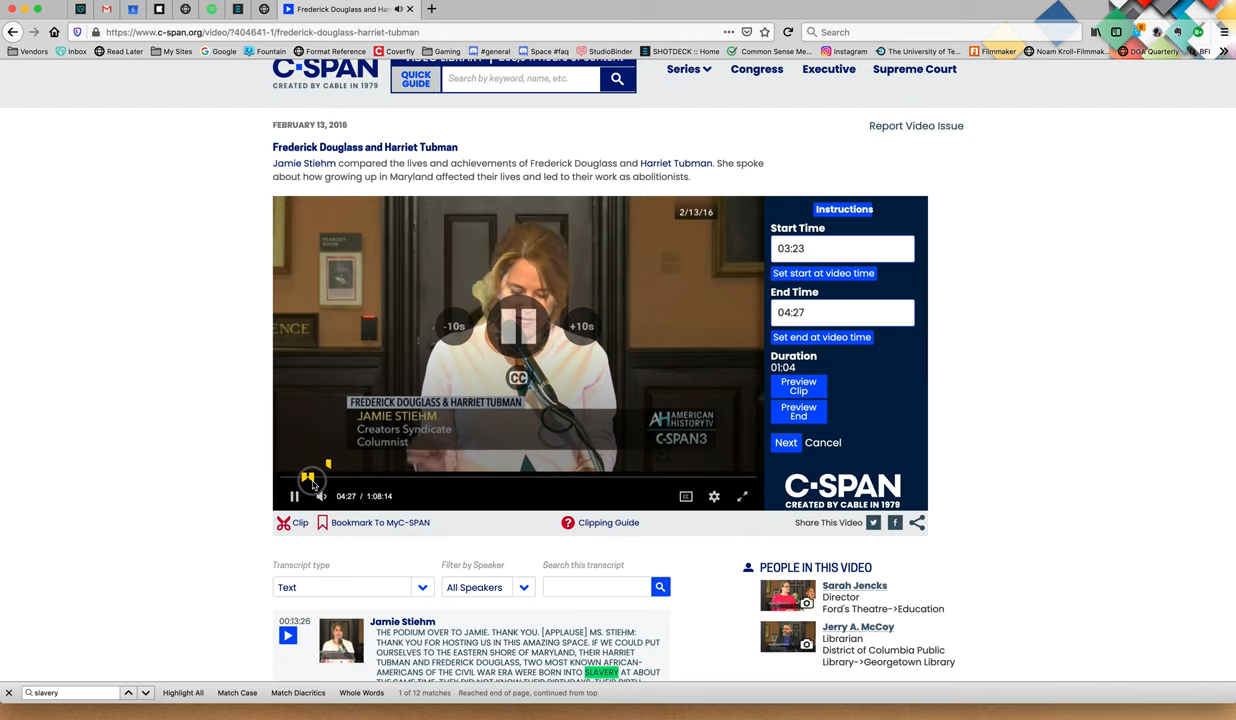 Frederick Douglass and Har
https://www.c-span.org/video/?404641-1/frederick-douglass-harriet-tubman
Search
Vendors Inbox Read Later My Sites Google Fountain Format Reference Coverfly Gaming #general Space #faq StudioBinder SHOTDECK :: Home Common Sense Me... Instagram The University of Te... Filmmaker Noam Kroll-Filmmak... DGA Quarterly BFI
C-SPAN
CREATED BY CABLE IN 1979
QUICK GUIDE
Search by keyword, name, etc.
Series Congress Executive Supreme Court
FEBRUARY 13, 2016
Report Video Issue
Frederick Douglass and Harriet Tubman
Jamie Stiehm compared the lives and achievements of Frederick Douglass and Harriet Tubman. She spoke
about how growing up in Maryland affected their lives and led to their work as abolitionists.
2/13/16
PEABODY ROOM
ENCE
-10s
+10s
CC
FREDERICK DOUGLASS & HARRIET TUBMAN
JAMIE STIEHM
Creators Syndicate
Columnist
AH AMERICAN HISTORY TV
C-SPAN3
04:27 / 1:08:14
Instructions
Start Time
03:23
Set start at video time
End Time
04:27
Set end at video time
Duration
01:04
Preview Clip
Preview End
Next Cancel
C-SPAN
CREATED BY CABLE IN 1979
Clip Bookmark To MyC-SPAN
Clipping Guide
Share This Video
Transcript type
Filter by Speaker
Search this transcript
Text
All Speakers
00:13:26
Jamie Stiehm
THE PODIUM OVER TO JAMIE. THANK YOU. [APPLAUSE] MS. STIEHM:
THANK YOU FOR HOSTING US IN THIS AMAZING SPACE. IF WE COULD PUT
OURSELVES TO THE EASTERN SHORE OF MARYLAND, THEIR HARRIET
TUBMAN AND FREDERICK DOUGLASS, TWO MOST KNOWN AFRICAN-
AMERICANS OF THE CIVIL WAR ERA WERE BORN INTO SLAVERY AT ABOUT
PEOPLE IN THIS VIDEO
Sarah Jencks
Director
Ford's Theatre->Education
Jerry A. McCoy
Librarian
District of Columbia Public
Library->Georgetown Library
slavery
Highlight All Match Case Match Diacritics Whole Words 1 of 12 matches Reached end of page, continued from top